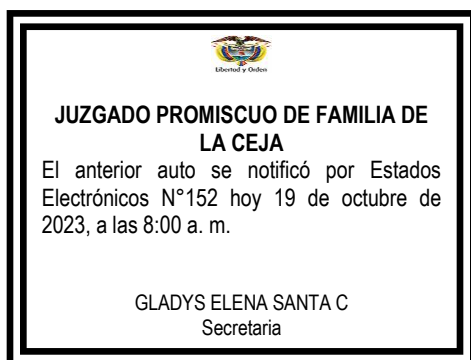 Libertad y Orden
JUZGADO PROMISCUO DE FAMILIA DE
LA CEJA
El anterior auto se notificó por Estados
Electrónicos N°152 hoy 19 de octubre de
2023, a las 8:00 a. m.
GLADYS ELENA SANTA C
Secretaria